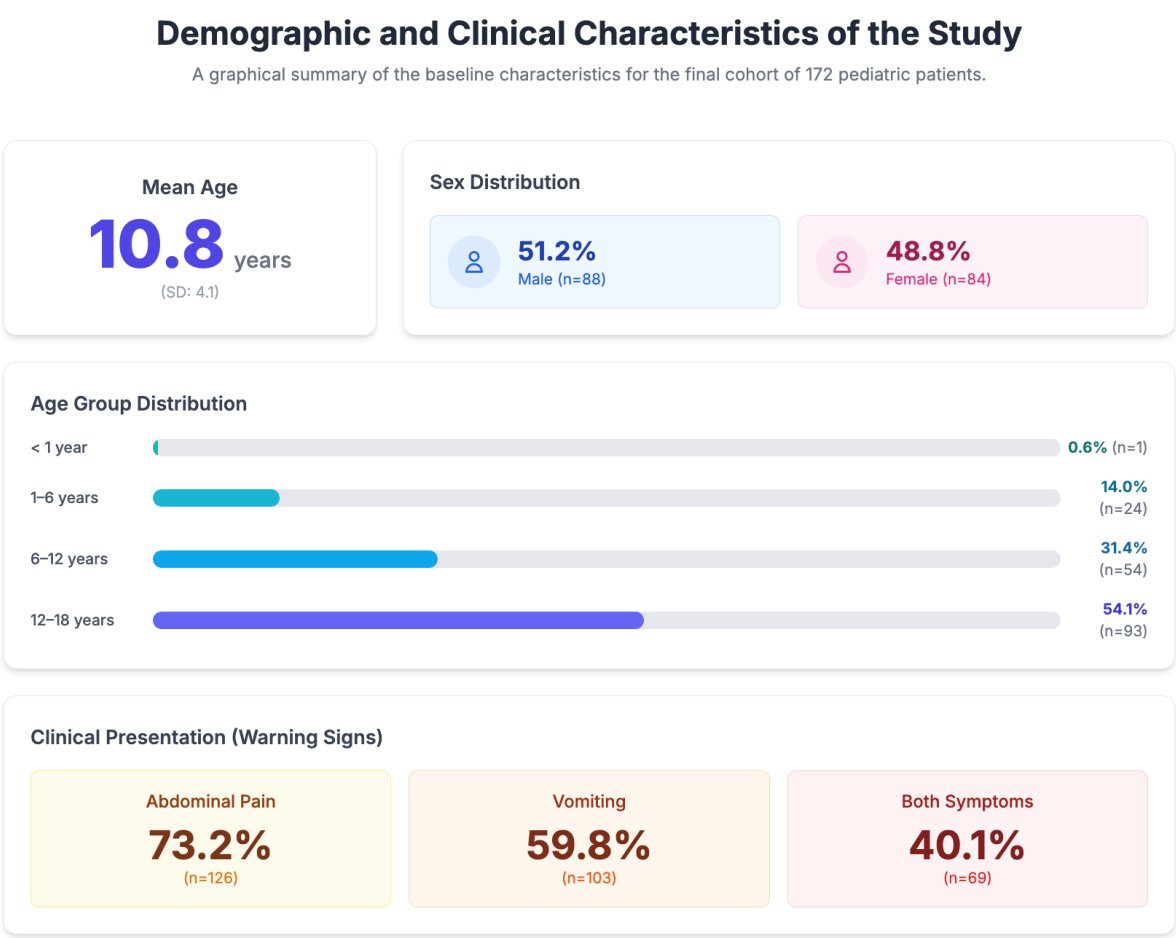 Demographic and Clinical Characteristics of the Study
A graphical summary of the baseline characteristics for the final cohort of 172 pediatric patients.
Mean Age
10.8 years
(SD: 4.1)
Sex Distribution
51.2%
Male (n=88)
48.8%
Female (n=84)
Age Group Distribution
< 1 year
0.6% (n=1)
1–6 years
14.0%
(n=24)
6–12 years
31.4%
(n=54)
12–18 years
54.1%
(n=93)
Clinical Presentation (Warning Signs)
Abdominal Pain
73.2%
(n=126)
Vomiting
59.8%
(n=103)
Both Symptoms
40.1%
(n=69)